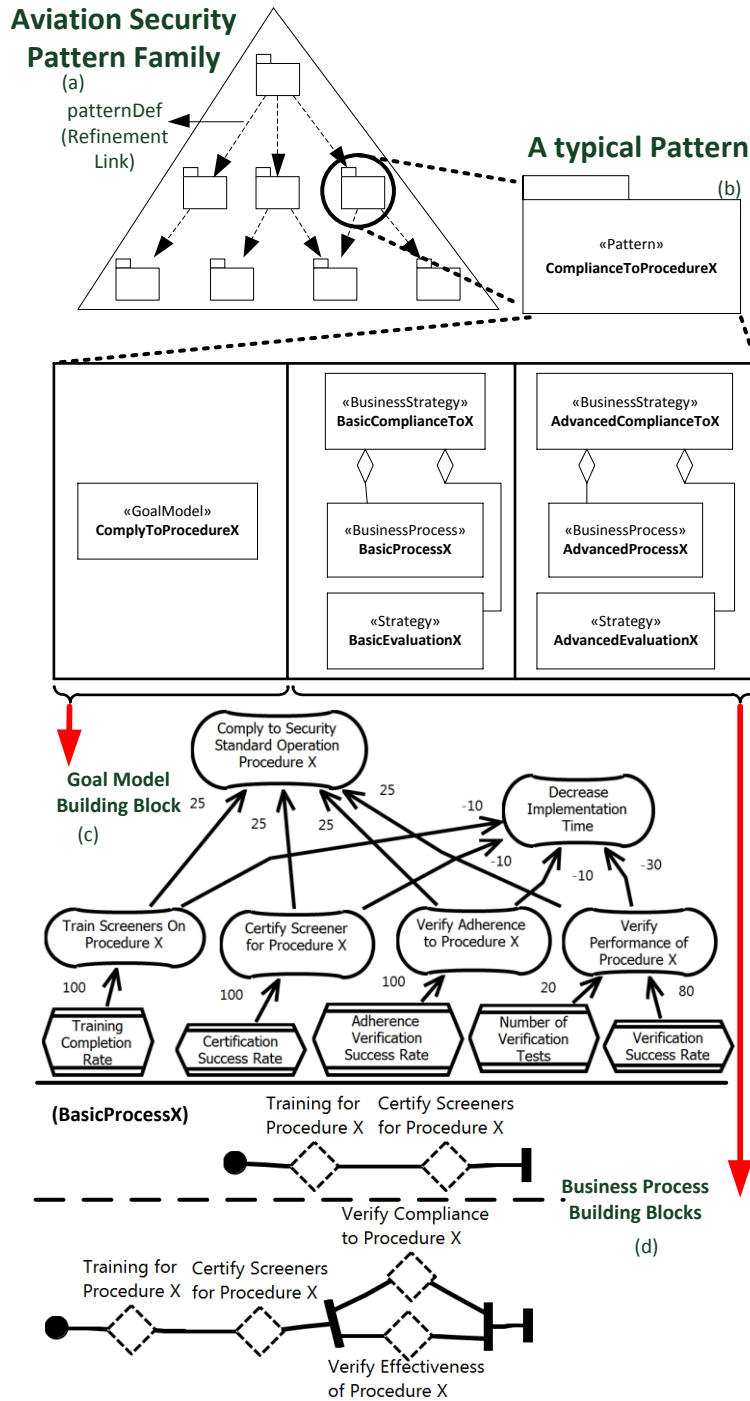 Aviation Security
Pattern Family
(a)
patternDef
(Refinement
Link)
A typical Pattern
(b)
«Pattern»
ComplianceToProcedureX
«GoalModel»
ComplyToProcedureX
«BusinessStrategy»
BasicComplianceToX
«BusinessProcess»
BasicProcessX
«Strategy»
BasicEvaluationX
«BusinessStrategy»
AdvancedComplianceToX
«BusinessProcess»
AdvancedProcessX
«Strategy»
AdvancedEvaluationX
Goal Model
Building Block
(c)
Comply to Security
Standard Operation
Procedure X
Decrease
Implementation
Time
25
25
25
25
-10
-10
-10
-30
Train Screeners On
Procedure X
Certify Screener
for Procedure X
Verify Adherence
to Procedure X
Verify
Performance of
Procedure X
100
100
100
20
80
Training
Completion
Rate
Certification
Success Rate
Adherence
Verification
Success Rate
Number of
Verification
Tests
Verification
Success Rate
(BasicProcessX)
Training for
Procedure X
Certify Screeners
for Procedure X
Business Process
Building Blocks
(d)
Training for
Procedure X
Certify Screeners
for Procedure X
Verify Compliance
to Procedure X
Verify Effectiveness
of Procedure X